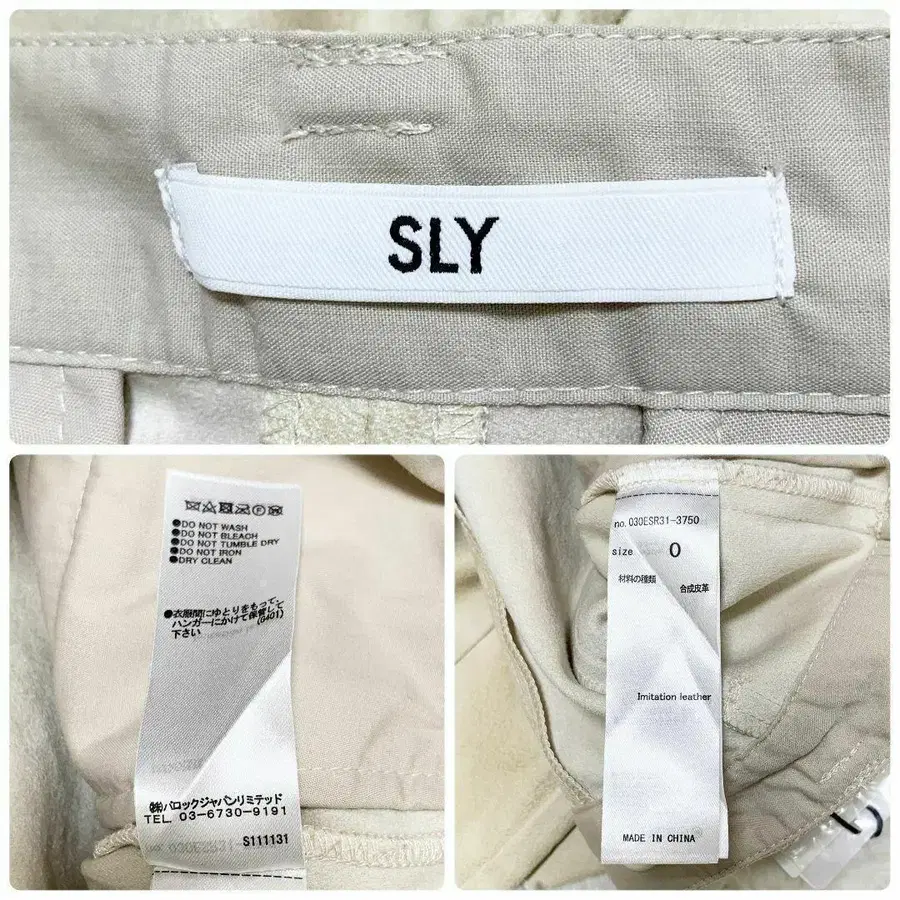 SLY
●DO NOT WASH
●DO NOT BLEACH
●DO NOT TUMBLE DRY
●DO NOT IRON
●DRY CLEAN
●衣服間にゆとりをもって、
ハンガーにかけて保管して
下さい
(0401)
㈱バロックジャパンリミテッド
TEL. 03-6730-9191
S111131
no. 030ESR31-3750
size 0
材料の種類
合成皮革
Imitation leather
MADE IN CHINA